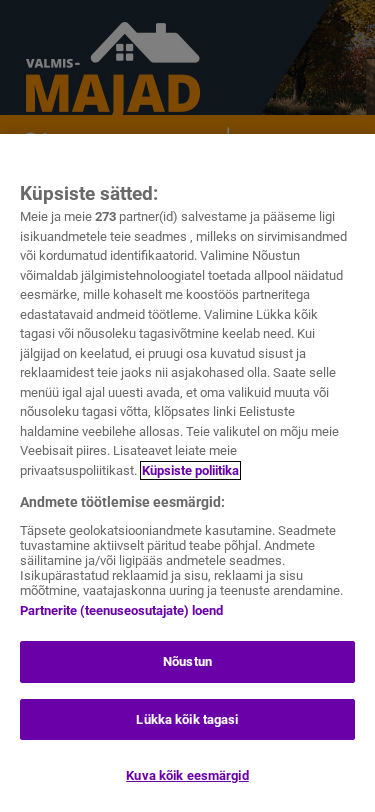 VALMIS-
MAJAD
Küpsiste sätted:
Meie ja meie 273 partner(id) salvestame ja pääseme ligi
isikuandmetele teie seadmes , milleks on sirvimisandmed
või kordumatud identifikaatorid. Valimine Nõustun
võimaldab jälgimistehnoloogiatel toetada allpool näidatud
eesmärke, mille kohaselt me koostöös partneritega
edastatavaid andmeid töötleme. Valimine Lükka kõik
tagasi või nõusoleku tagasivõtmine keelab need. Kui
jälgijad on keelatud, ei pruugi osa kuvatud sisust ja
reklaamidest teie jaoks nii asjakohased olla. Saate selle
menüü igal ajal uuesti avada, et oma valikuid muuta või
nõusoleku tagasi võtta, klõpsates linki Eelistuste
haldamine veebilehe allosas. Teie valikutel on mõju meie
Veebisait piires. Lisateavet leiate meie
privaatsuspoliitikast. Küpsiste poliitika
Andmete töötlemise eesmärgid:
Täpsete geolokatsiooniandmete kasutamine. Seadmete
tuvastamine aktiivselt päritud teabe põhjal. Andmete
säilitamine ja/või ligipääs andmetele seadmes.
Isikupärastatud reklaamid ja sisu, reklaami ja sisu
mõõtmine, vaatajaskonna uuring ja teenuste arendamine.
Partnerite (teenuseosutajate) loend
Nõustun
Lükka kõik tagasi
Kuva kõik eesmärgid